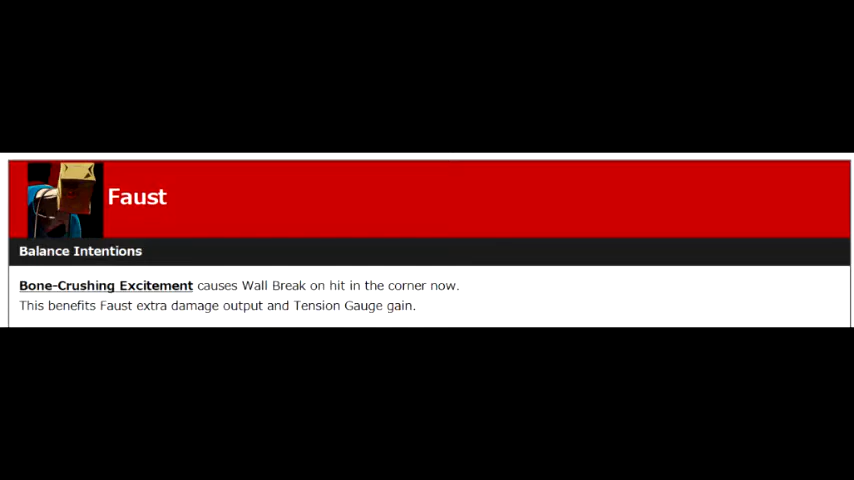 Faust
Balance Intentions
Bone-Crushing Excitement causes Wall Break on hit in the corner now.
This benefits Faust extra damage output and Tension Gauge gain.